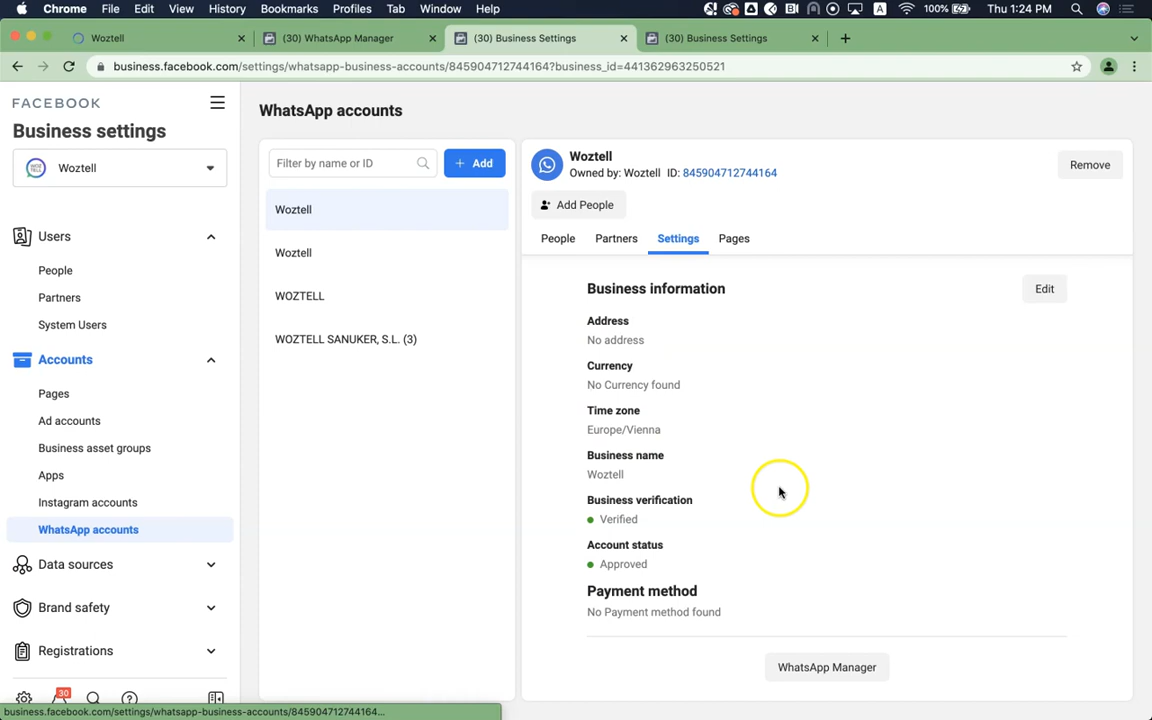 Chrome File Edit View History Bookmarks Profiles Tab Window Help 100% Thu 1:24 PM
Woztell (30) WhatsApp Manager (30) Business Settings (30) Business Settings
business.facebook.com/settings/whatsapp-business-accounts/845904712744164?business_id=441362963250521
FACEBOOK
Business settings
Woztell
Users
People
Partners
System Users
Accounts
Pages
Ad accounts
Business asset groups
Apps
Instagram accounts
WhatsApp accounts
Data sources
Brand safety
Registrations
30
WhatsApp accounts
Filter by name or ID
+ Add
Woztell
Woztell
WOZTELL
WOZTELL SANUKER, S.L. (3)
Woztell
Owned by: Woztell ID: 845904712744164
Remove
Add People
People Partners Settings Pages
Business information
Edit
Address
No address
Currency
No Currency found
Time zone
Europe/Vienna
Business name
Woztell
Business verification
Verified
Account status
Approved
Payment method
No Payment method found
WhatsApp Manager
business.facebook.com/settings/whatsapp-business-accounts/845904712744164...